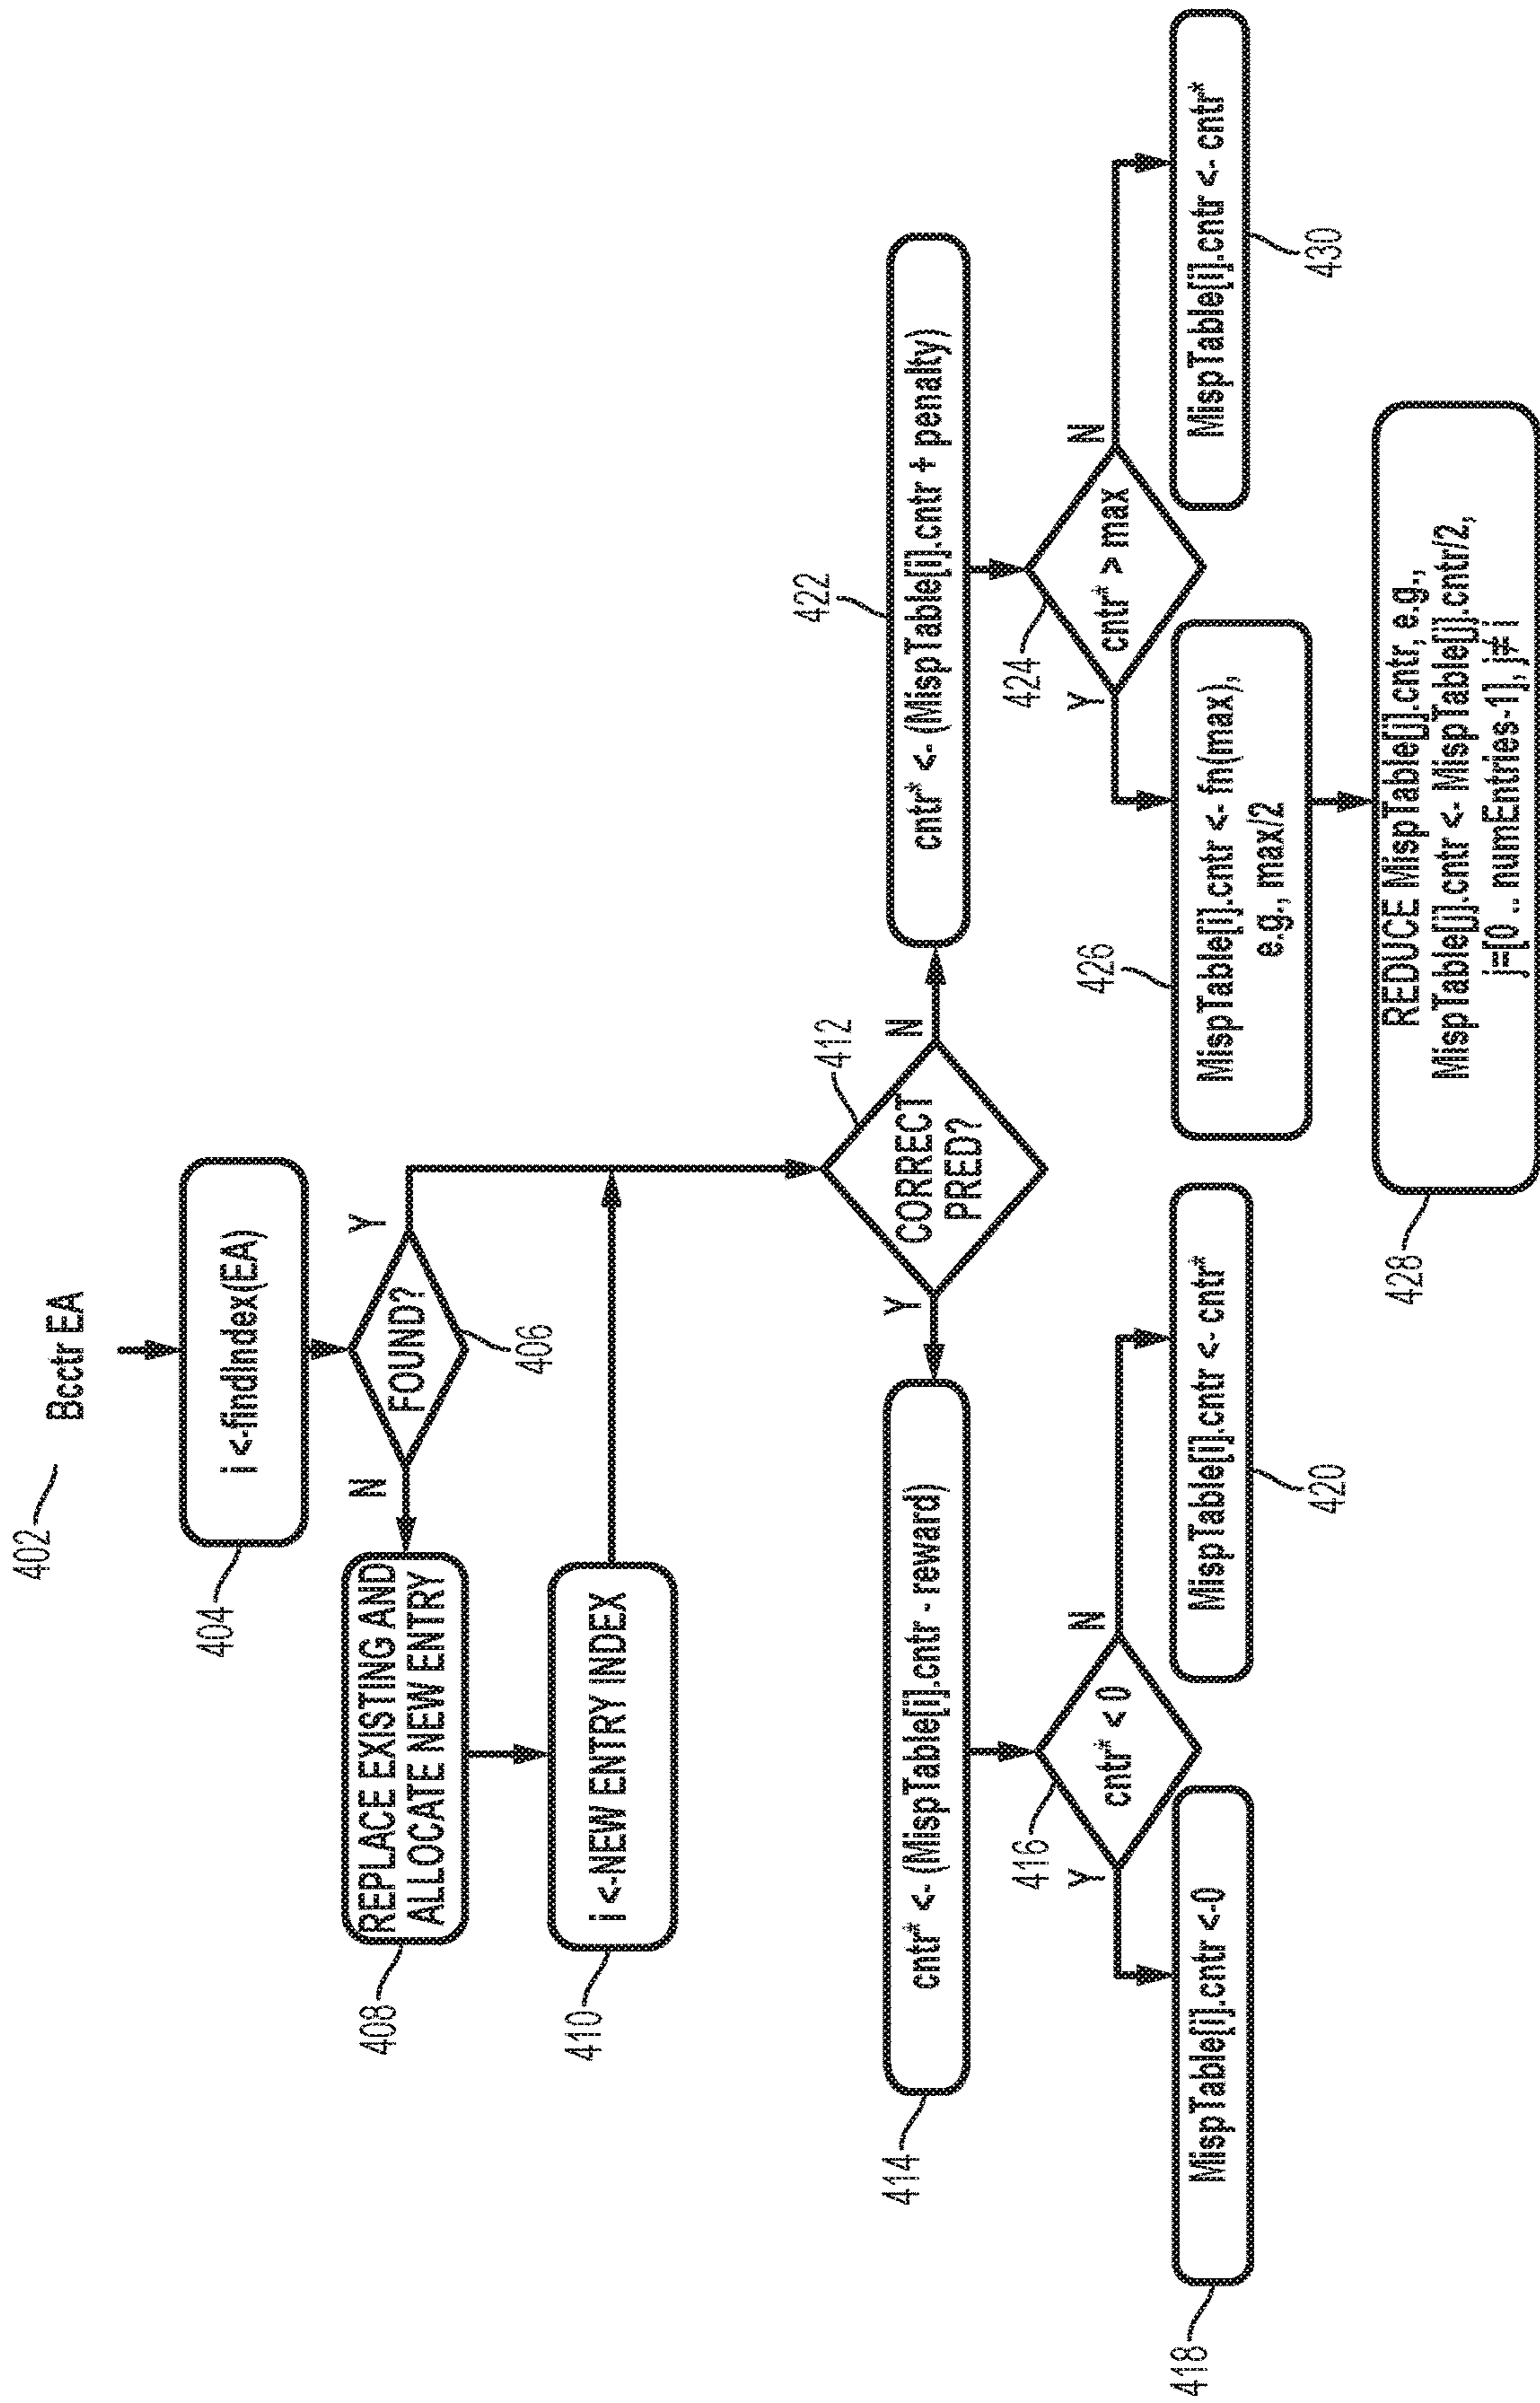 402
Bcctr EA
404
i <-findIndex(EA)
FOUND?
406
N
Y
408
REPLACE EXISTING AND
ALLOCATE NEW ENTRY
410
i <-NEW ENTRY INDEX
412
CORRECT
PRED?
Y
N
414
cntr* <- (MispTable[i].cntr - reward)
422
cntr* <- (MispTable[i].cntr + penalty)
416
cntr* < 0
Y
N
424
cntr* > max
Y
N
418
MispTable[i].cntr <-0
420
MispTable[i].cntr <- cntr*
426
MispTable[i].cntr <- fn(max),
e.g., max/2
430
MispTable[i].cntr <- cntr*
428
REDUCE MispTable[j].cntr, e.g.,
MispTable[j].cntr <- MispTable[j].cntr/2,
j=[0 .. numEntries-1], j≠ i